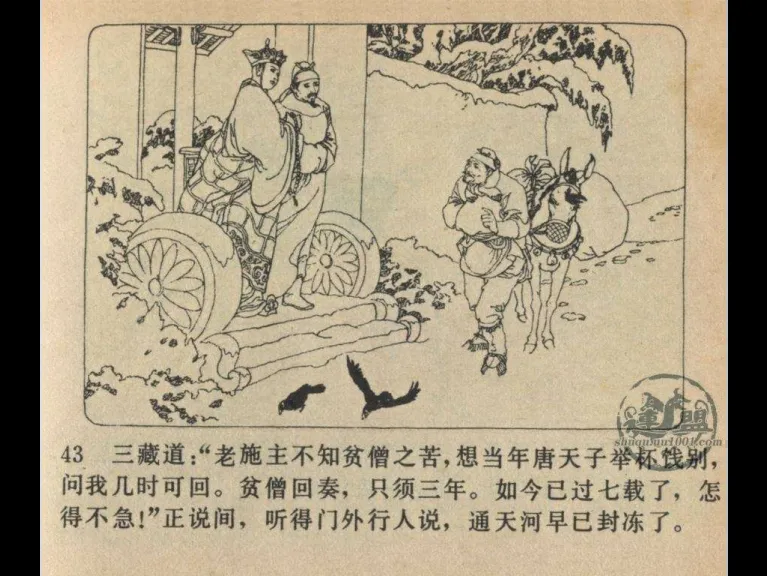 43 三藏道：“老施主不知贫僧之苦，想当年唐天子举杯饯别，
问我几时可回。贫僧回奏，只须三年。如今已过七载了，怎
得不急！”正说间，听得门外行人说，通天河早已封冻了。
shuquan1001.com